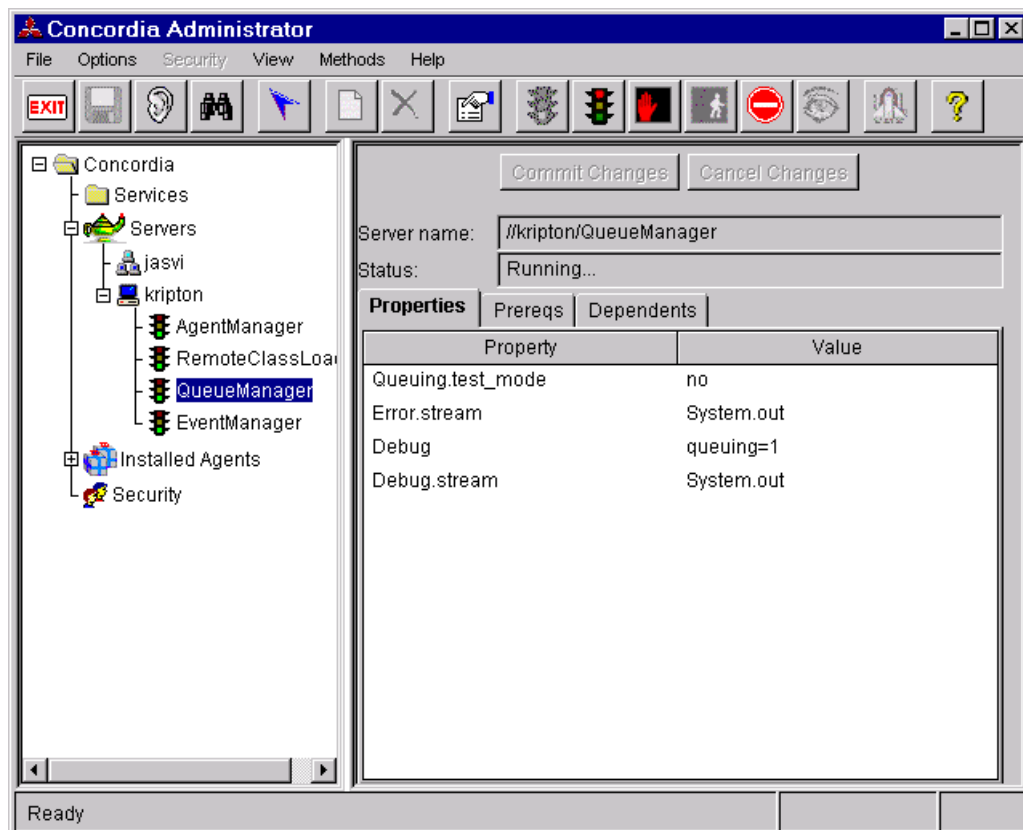 Concordia Administrator
File Options Security View Methods Help
EXIT
Concordia
Services
Servers
jasvi
kripton
AgentManager
RemoteClassLoa
QueueManager
EventManager
Installed Agents
Security
Commit Changes Cancel Changes
Server name: //kripton/QueueManager
Status: Running...
Properties Prereqs Dependents
Property Value
Queuing.test_mode no
Error.stream System.out
Debug queuing=1
Debug.stream System.out
Ready